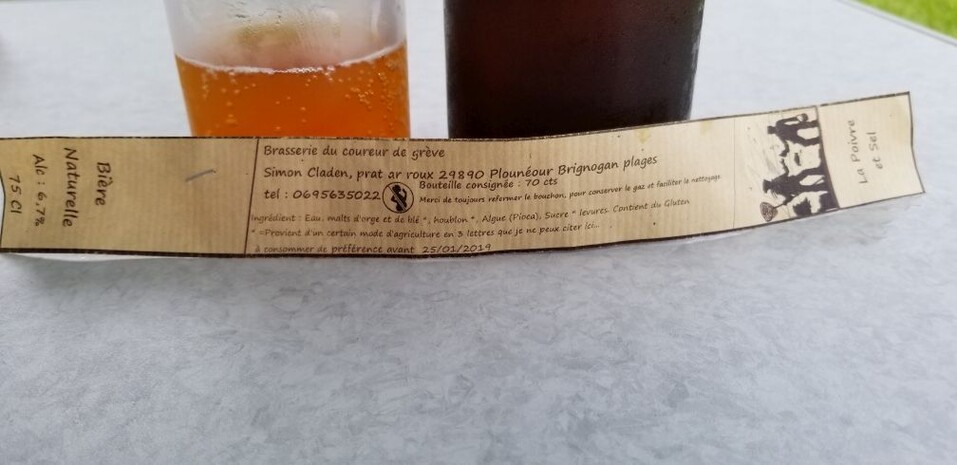 Bière
Naturelle
Alc : 6,7%
75 Cl
Brasserie du coureur de grève
Simon Claden, prat ar roux 29890 Plounéour Brignogan plages
tel : 0695635022
Bouteille consignée : 70 cts
Merci de toujours refermer le bouchon, pour conserver le gaz et faciliter le nettoyage.
Ingrédient : Eau, malts d'orge et de blé *, houblon *, Algue (Pioca), Sucre * levures. Contient du Gluten
* =Provient d'un certain mode d'agriculture en 3 lettres que je ne peux citer ici...
à consommer de préférence avant 25/01/2019
La Poivre
et Sel